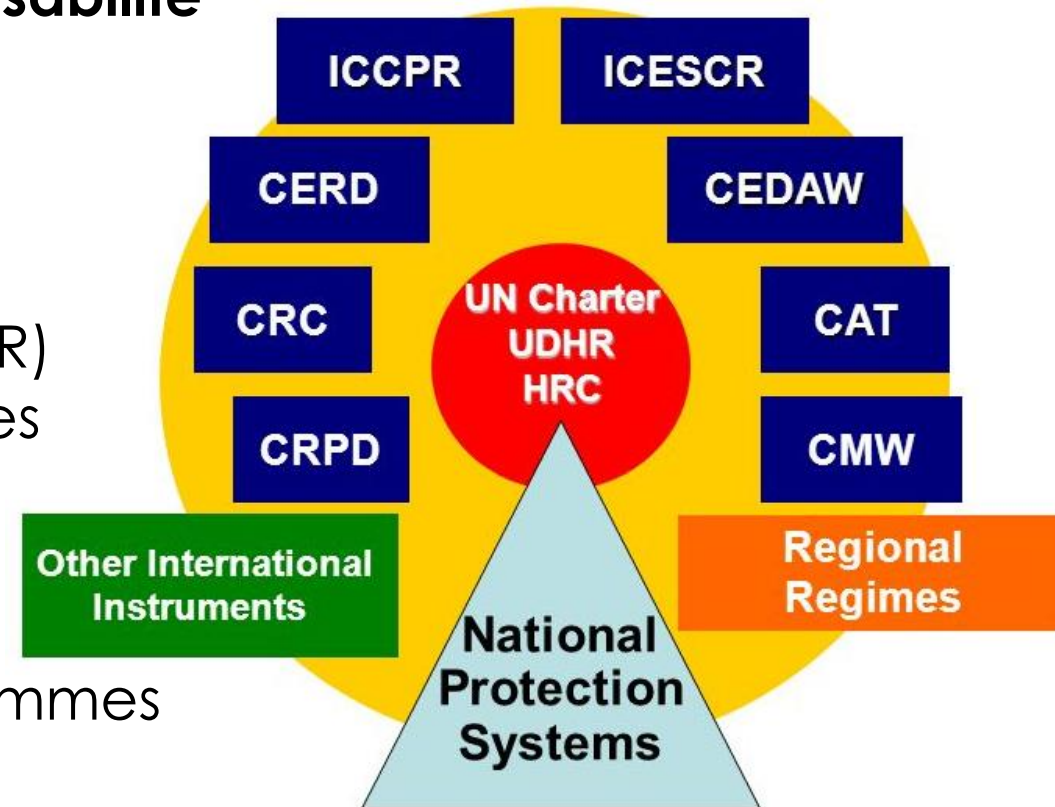 sabilité
ICCPR
ICESCR
CERD
CEDAW
UN Charter
UDHR
HRC
CRC
CAT
R)
es
CRPD
CMW
Other International
Instruments
Regional
Regimes
National
Protection
Systems
mmes